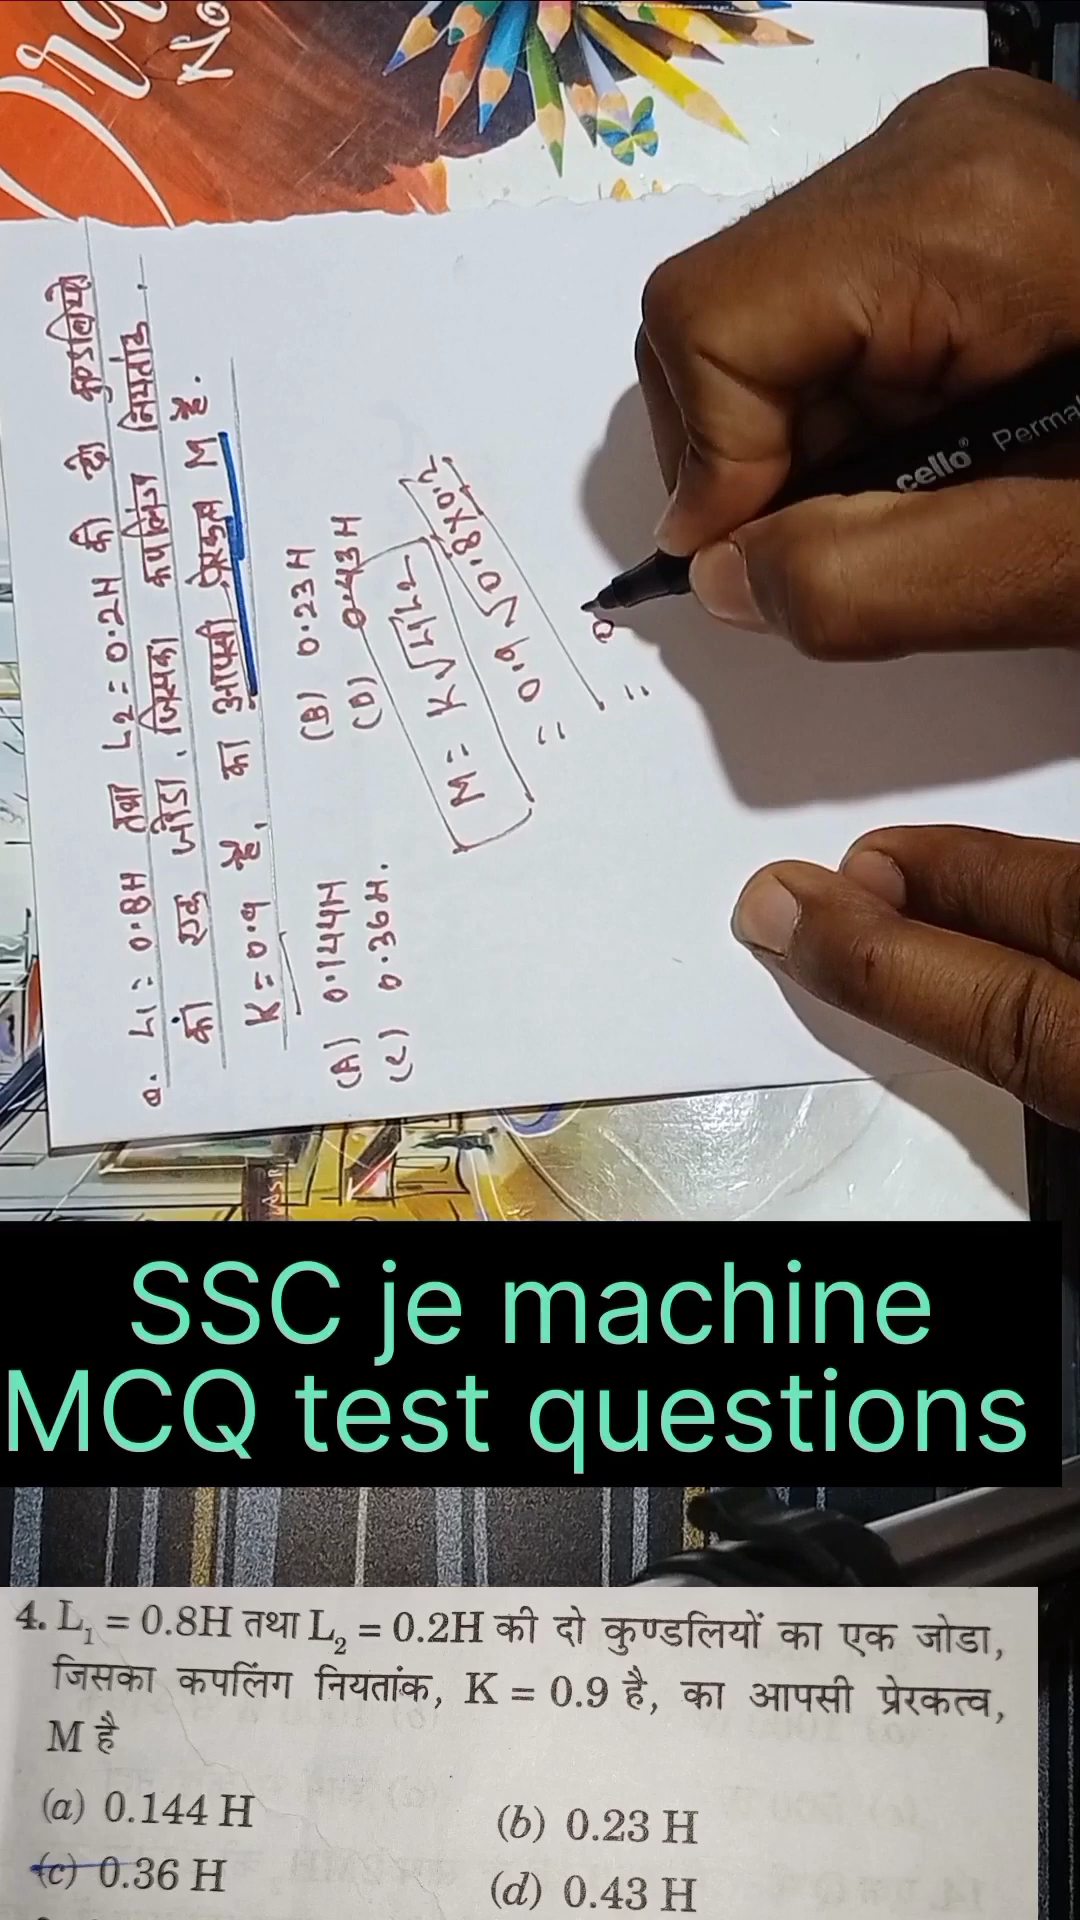 Q. L1 = 0.8H तथा L2 = 0.2H की दो कुण्डलियो
का एक जोडा, जिसका कपलिंग नियतांक,
K = 0.9 है, का आपसी प्रेरकत्व M है.
(A) 0.144H (B) 0.23 H
(C) 0.36 H. (D) 0.43 H
M = K√L1L2
= 0.9 √0.8×0.2
= 0
cello® Perma
SSC je machine
MCQ test questions
4. L₁ = 0.8H तथा L₂ = 0.2H की दो कुण्डलियों का एक जोडा,
जिसका कपलिंग नियतांक, K = 0.9 है, का आपसी प्रेरकत्व,
M है
(a) 0.144 H (b) 0.23 H
(c) 0.36 H (d) 0.43 H